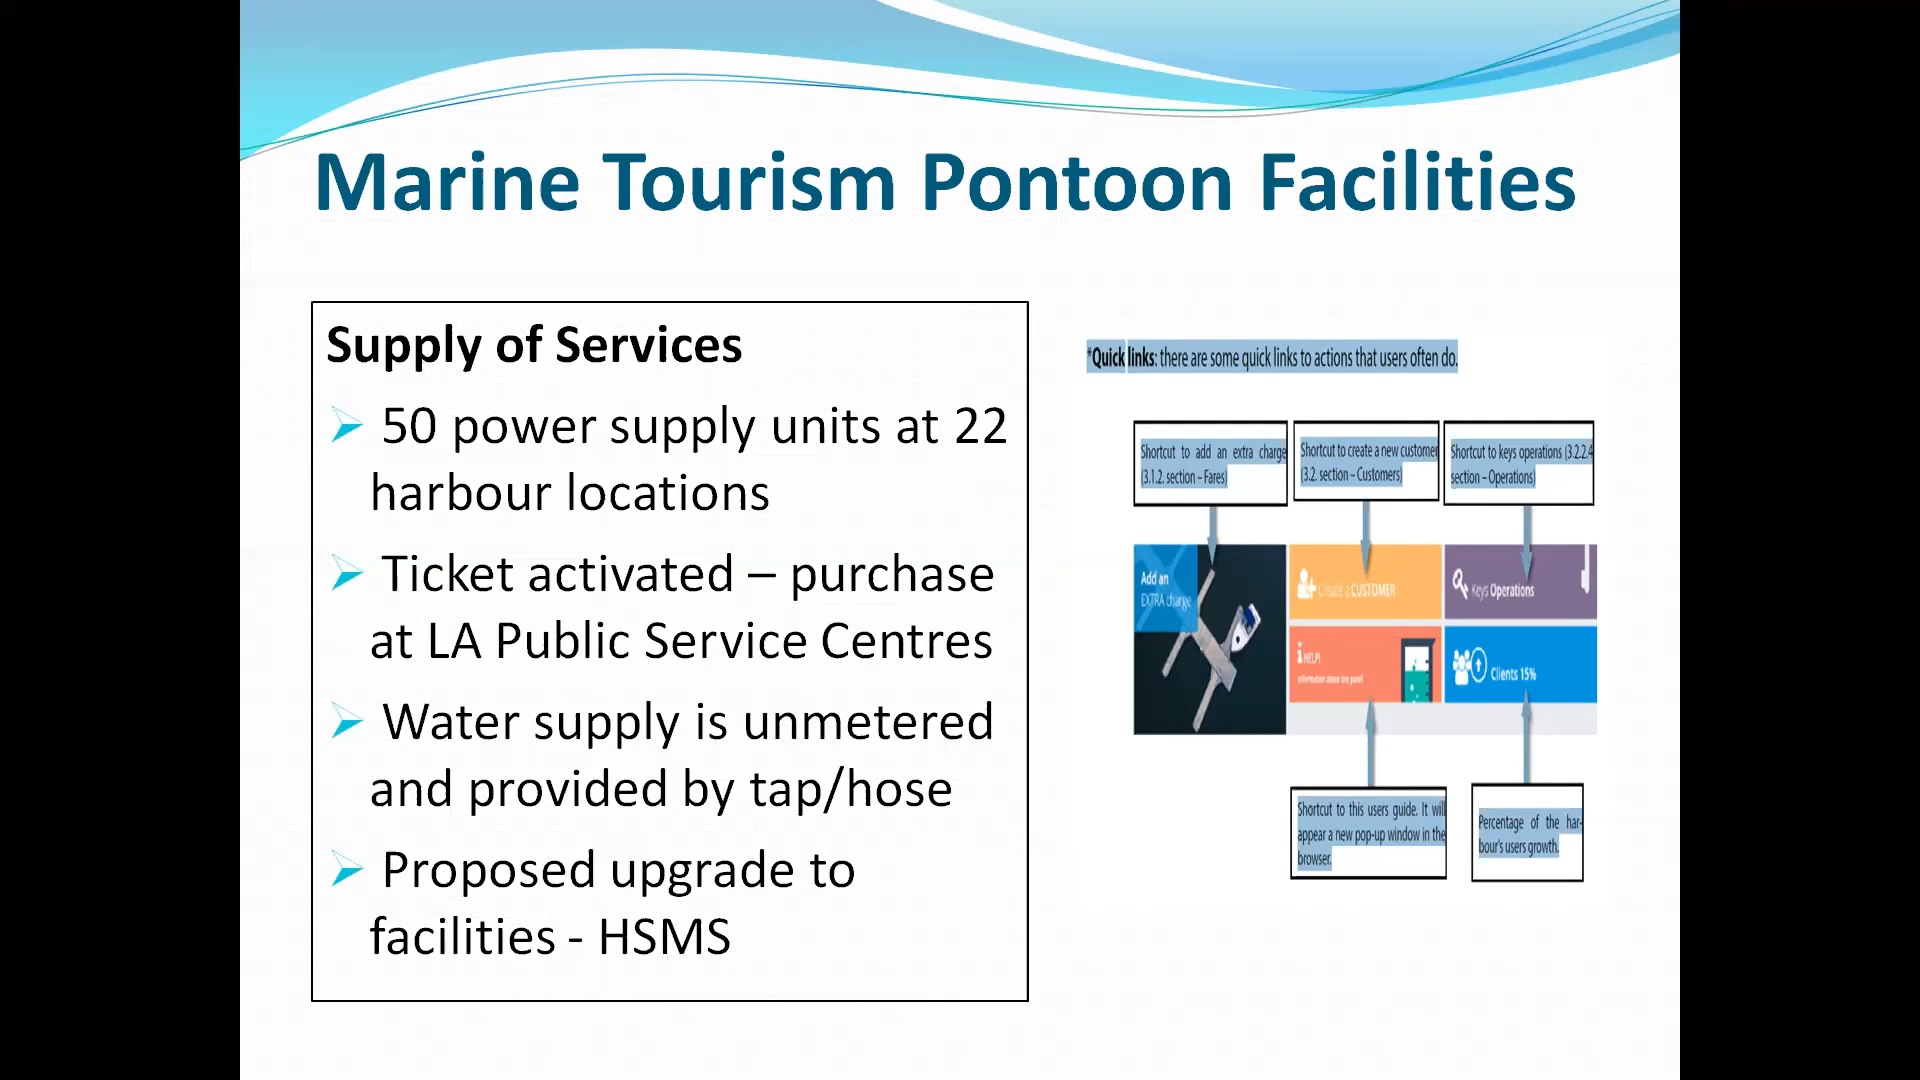 Marine Tourism Pontoon Facilities
Supply of Services
50 power supply units at 22
harbour locations
Ticket activated – purchase
at LA Public Service Centres
Water supply is unmetered
and provided by tap/hose
Proposed upgrade to
facilities - HSMS
*Quick links: there are some quick links to actions that users often do.
Shortcut to add an extra charge
(3.1.2. section – Fares)
Shortcut to create a new customer
(3.2. section – Customers)
Shortcut to keys operations (3.2.2.4
section – Operations)
Add an
EXTRA charge
Create a CUSTOMER
Keys Operations
HELP!
Information about the panel
Clients 15%
Shortcut to this users guide. It will
appear a new pop-up window in the
browser.
Percentage of the har-
bour's users growth.